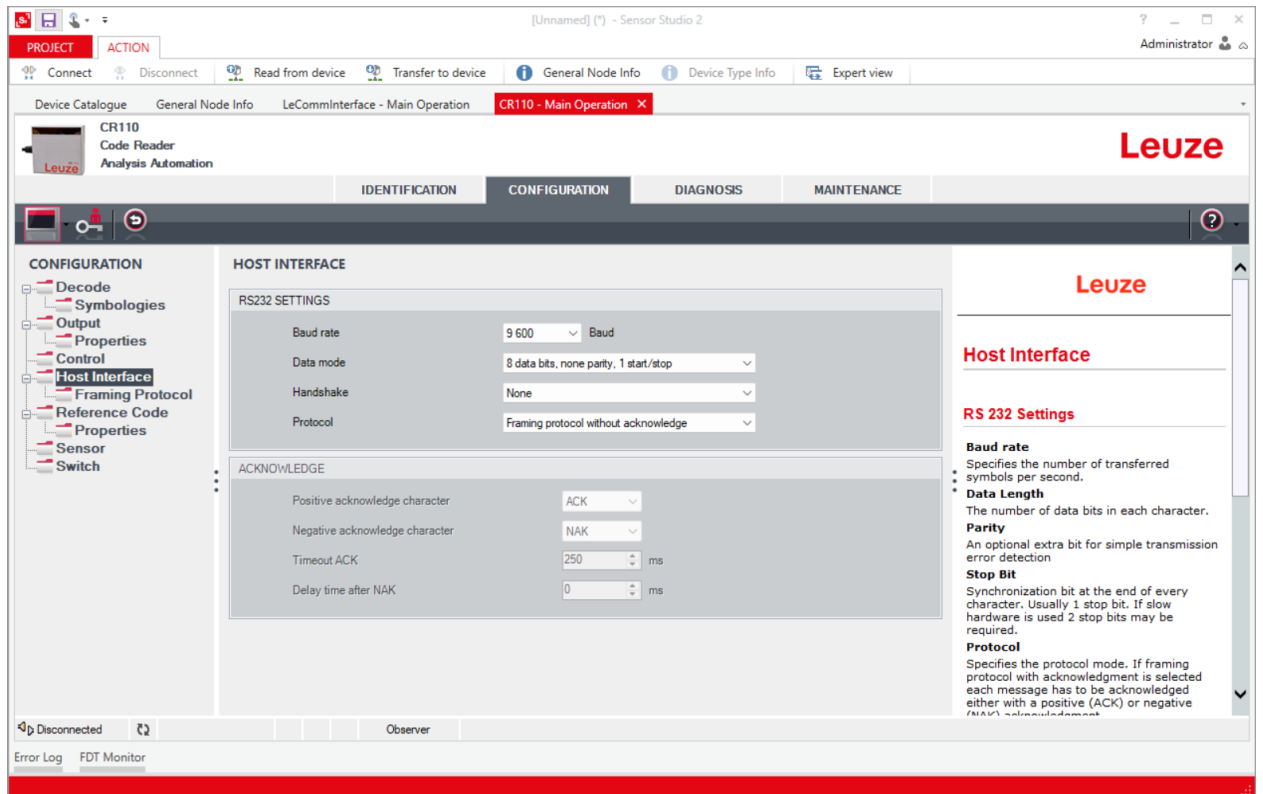 [Unnamed] (*) - Sensor Studio 2
PROJECT ACTION Administrator
Connect Disconnect Read from device Transfer to device General Node Info Device Type Info Expert view
Device Catalogue General Node Info LeCommInterface - Main Operation CR110 - Main Operation
CR110
Code Reader
Analysis Automation
Leuze
Leuze
IDENTIFICATION CONFIGURATION DIAGNOSIS MAINTENANCE
CONFIGURATION
Decode
Symbologies
Output
Properties
Control
Host Interface
Framing Protocol
Reference Code
Properties
Sensor
Switch
HOST INTERFACE
RS232 SETTINGS
Baud rate 9 600 Baud
Data mode 8 data bits, none parity, 1 start/stop
Handshake None
Protocol Framing protocol without acknowledge
ACKNOWLEDGE
Positive acknowledge character ACK
Negative acknowledge character NAK
Timeout ACK 250 ms
Delay time after NAK 0 ms
Leuze
Host Interface
RS 232 Settings
Baud rate
Specifies the number of transferred
symbols per second.
Data Length
The number of data bits in each character.
Parity
An optional extra bit for simple transmission
error detection
Stop Bit
Synchronization bit at the end of every
character. Usually 1 stop bit. If slow
hardware is used 2 stop bits may be
required.
Protocol
Specifies the protocol mode. If framing
protocol with acknowledgment is selected
each message has to be acknowledged
either with a positive (ACK) or negative
(NAK) acknowledgment
Disconnected Observer
Error Log FDT Monitor